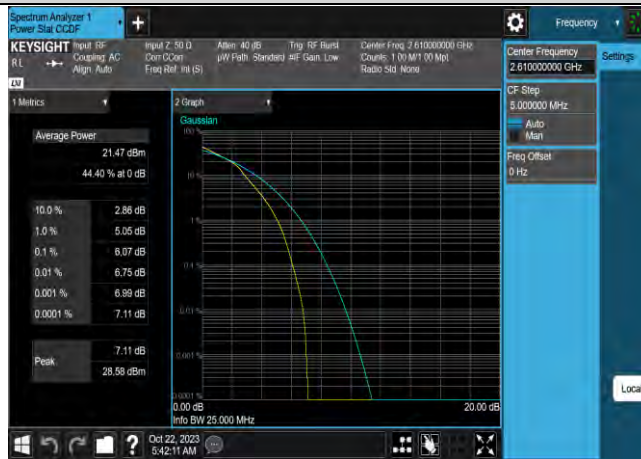 Spectrum Analyzer 1
Power Stat CCDF
+
Frequency
KEYSIGHT
RL
Input: RF
Coupling: AC
Align: Auto
Input Z: 50 Ω
Corr CCorr
Freq Ref: Int (S)
Atten: 40 dB
µW Path: Standard
Trig: RF Burst
#IF Gain: Low
Center Freq: 2.610000000 GHz
Counts: 1.00 M/1.00 Mpt
Radio Std: None
LNI
1 Metrics
Average Power
21.47 dBm
44.40 % at 0 dB
10.0 % 2.86 dB
1.0 % 5.05 dB
0.1 % 6.07 dB
0.01 % 6.75 dB
0.001 % 6.99 dB
0.0001 % 7.11 dB
Peak
7.11 dB
28.58 dBm
2 Graph
Gaussian
100 %
10 %
1 %
0.1 %
0.01 %
0.001 %
0.0001 %
0.00 dB
20.00 dB
Info BW 25.000 MHz
Center Frequency
2.610000000 GHz
Settings
CF Step
5.000000 MHz
Auto
Man
Freq Offset
0 Hz
Local
?
Oct 22, 2023
5:42:11 AM